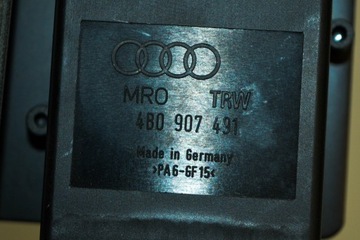 MRO TRW
4B0 907 491
Made in Germany
>PA6-GF15<